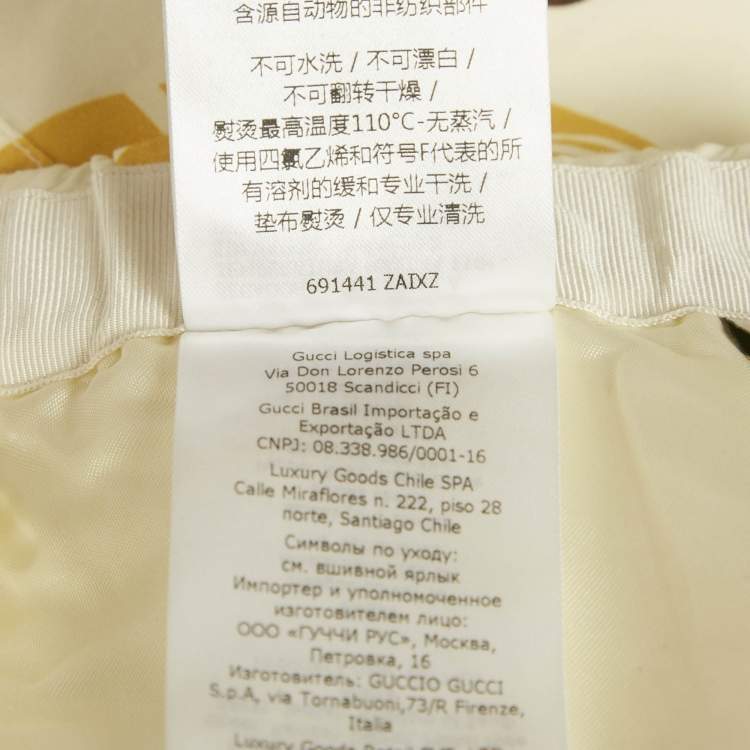 含源自动物的非纺织部件
不可水洗 / 不可漂白 /
不可翻转干燥 /
熨烫最高温度110°C-无蒸汽 /
使用四氯乙烯和符号F代表的所
有溶剂的缓和专业干洗 /
垫布熨烫 / 仅专业清洗
691441 ZAIXZ
Gucci Logistica spa
Via Don Lorenzo Perosi 6
50018 Scandicci (FI)
Gucci Brasil Importação e
Exportação LTDA
CNPJ: 08.338.986/0001-16
Luxury Goods Chile SPA
Calle Miraflores n. 222, piso 28
norte, Santiago Chile
Символы по уходу:
см. вшивной ярлык
Импортер и уполномоченное
изготовителем лицо:
ООО «ГУЧЧИ РУС», Москва,
Петровка, 16
Изготовитель: GUCCIO GUCCI
S.p.A, via Tornabuoni,73/R Firenze,
Italia
Luxury Goods